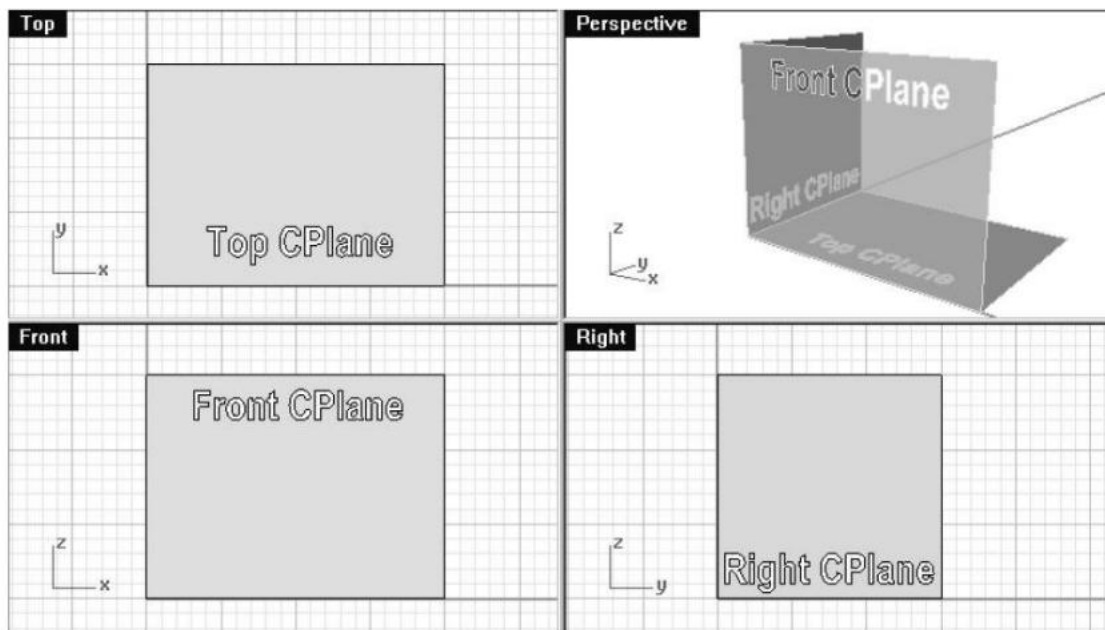 Top
Perspective
Top CPlane
y
x
Front CPlane
Right CPlane
Top CPlane
z
y
x
Front
Right
Front CPlane
z
x
Right CPlane
z
y